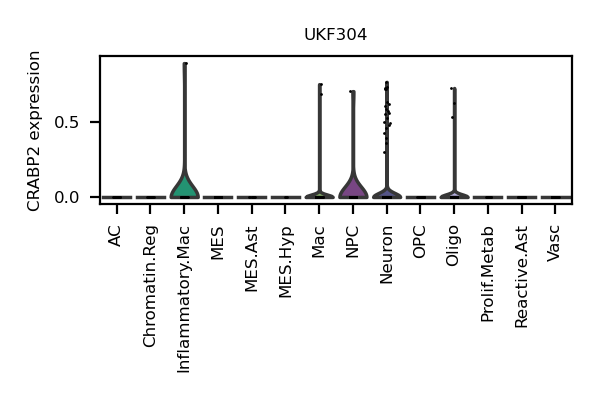 UKF304
CRABP2 expression
0.5
0.0
AC
Chromatin.Reg
Inflammatory.Mac
MES
MES.Ast
MES.Hyp
Mac
NPC
Neuron
OPC
Oligo
Prolif.Metab
Reactive.Ast
Vasc